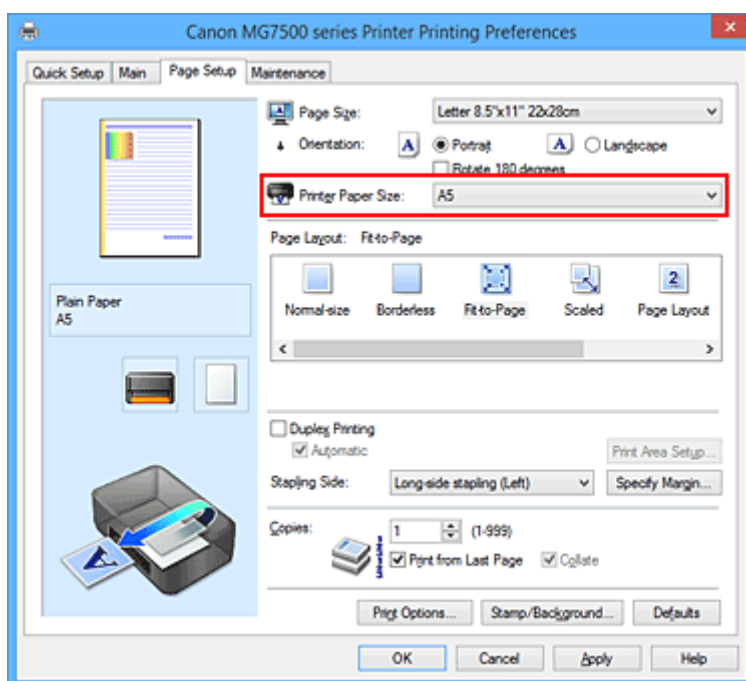 Canon MG7500 series Printer Printing Preferences
Quick Setup Main Page Setup Maintenance
Page Size: Letter 8.5"x11" 22x28cm
Orientation: A Portrait A Landscape
Rotate 180 degrees
Printer Paper Size: A5
Page Layout: Fit-to-Page
Normal-size Borderless Fit-to-Page Scaled 2 Page Layout
Plain Paper
A5
Duplex Printing
Automatic
Print Area Setup...
Stapling Side: Long-side stapling (Left) Specify Margin...
Copies: 1 (1-999)
Print from Last Page Collate
Print Options... Stamp/Background... Defaults
OK Cancel Apply Help